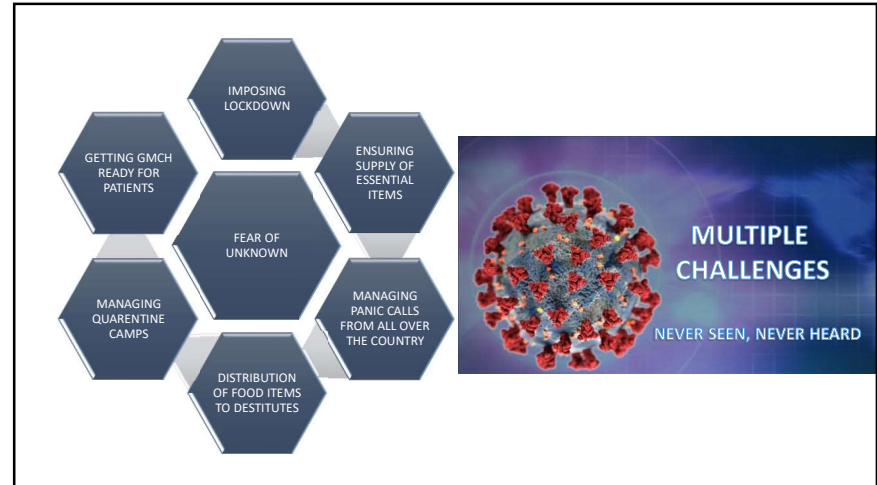 IMPOSING
LOCKDOWN
GETTING GMCH
READY FOR
PATIENTS
ENSURING
SUPPLY OF
ESSENTIAL
ITEMS
FEAR OF
UNKNOWN
MANAGING
QUARENTINE
CAMPS
MANAGING
PANIC CALLS
FROM ALL OVER
THE COUNTRY
DISTRIBUTION
OF FOOD ITEMS
TO DESTITUTES
MULTIPLE
CHALLENGES
NEVER SEEN, NEVER HEARD